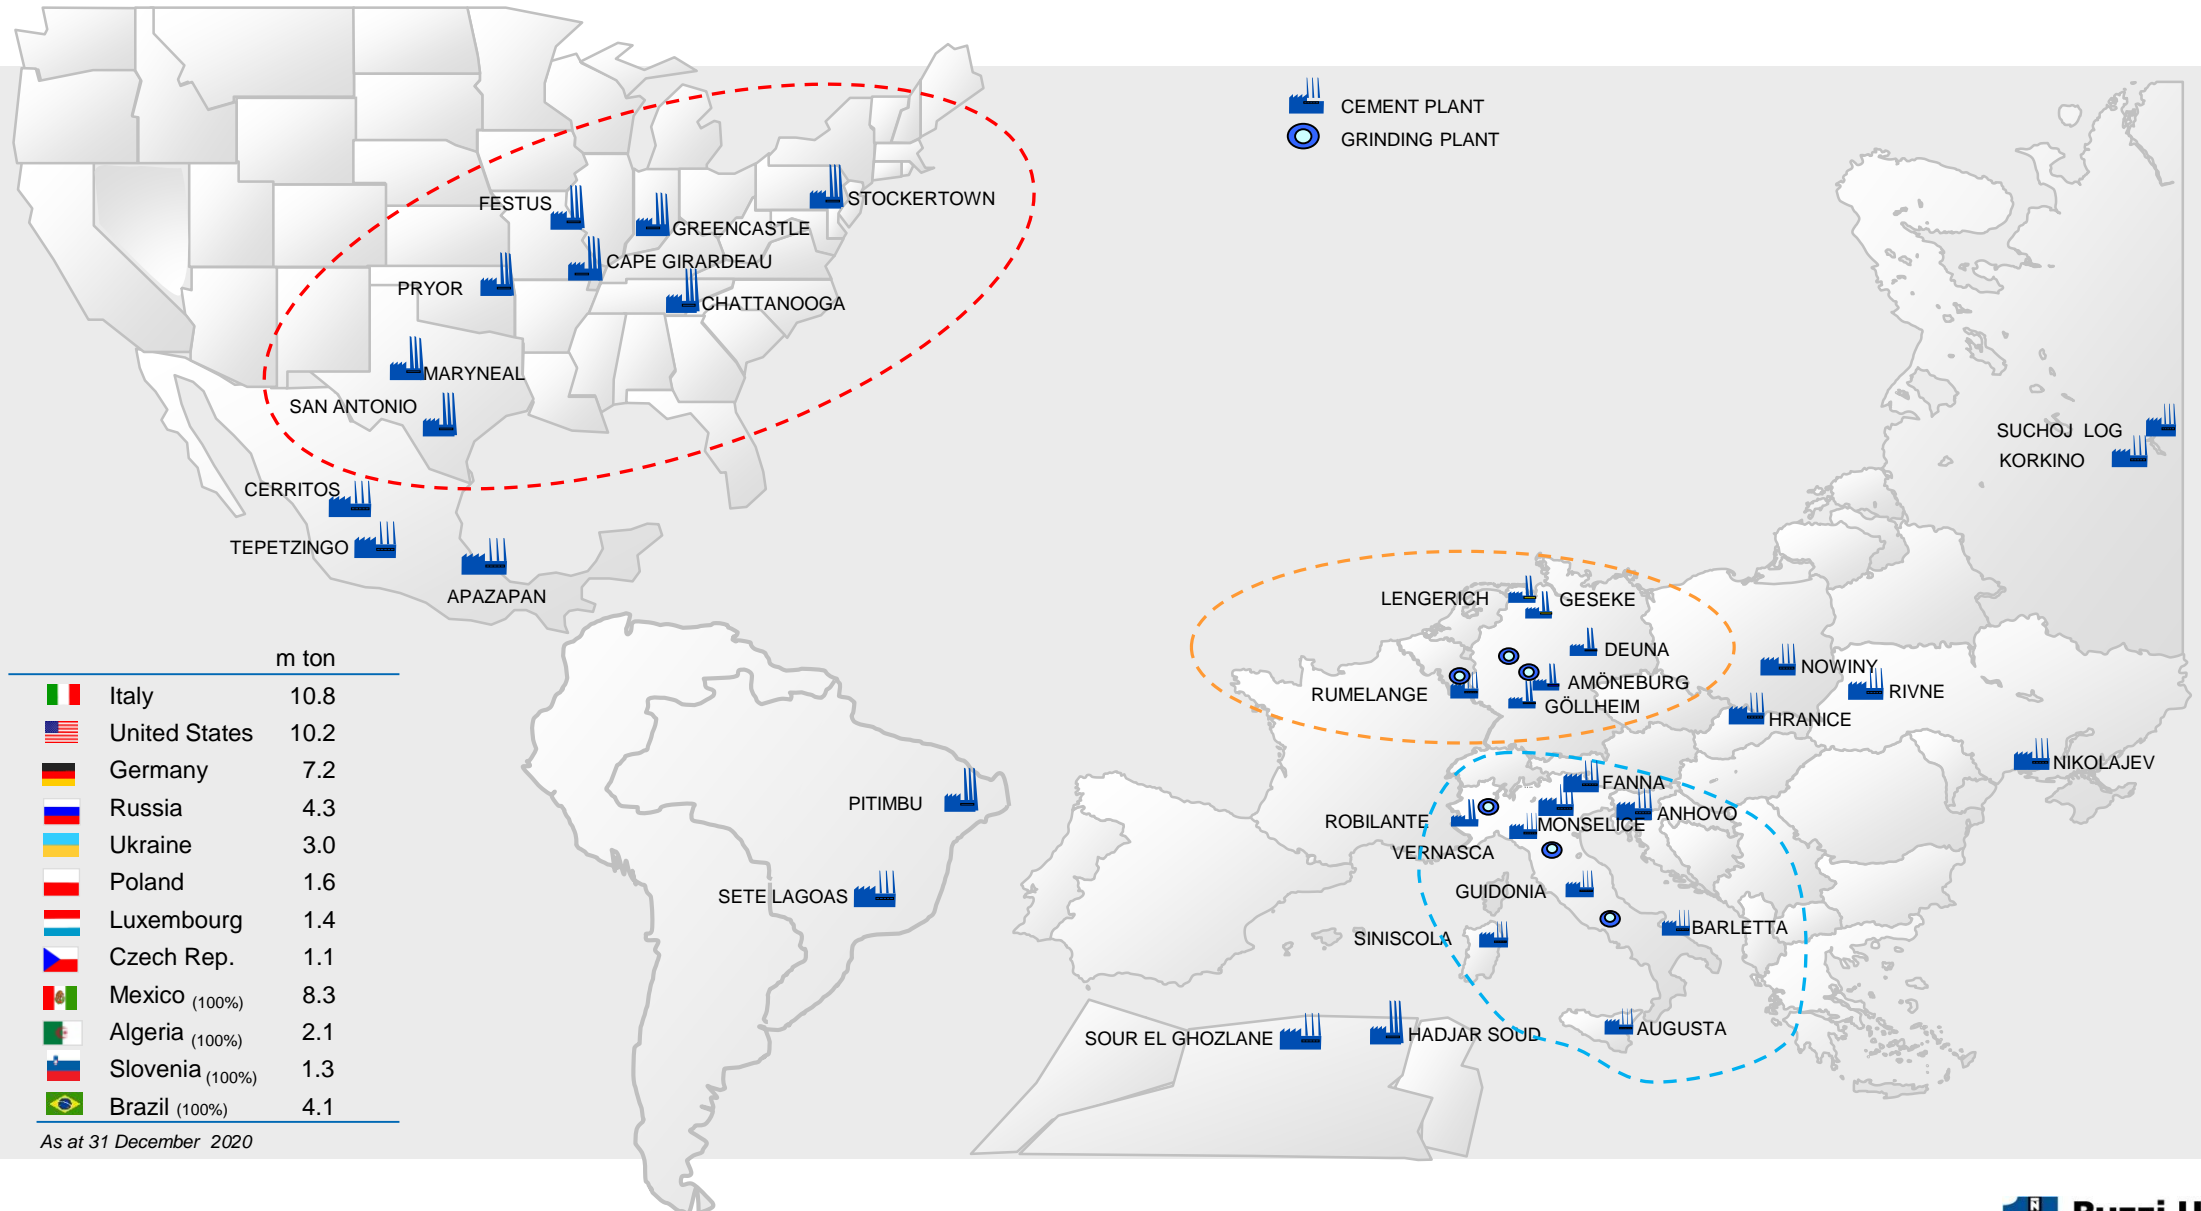 CEMENT PLANT
GRINDING PLANT
STOCKERTOWN
FESTUS
GREENCASTLE
CAPE GIRARDEAU
PRYOR
CHATTANOOGA
MARYNEAL
SAN ANTONIO
CERRITOS
TEPETZINGO
APAZAPAN
SUCHOJ LOG
KORKINO
LENGERICH
GESEKE
DEUNA
AMÖNEBURG
RUMELANGE
GÖLLHEIM
NOWINY
RIVNE
HRANICE
NIKOLAJEV
FANNA
ANHOVO
MONSELICE
ROBILANTE
VERNASCA
GUIDONIA
BARLETTA
SINISCOLA
AUGUSTA
SOUR EL GHOZLANE
HADJAR SOUD
PITIMBU
SETE LAGOAS
m ton
Italy 10.8
United States 10.2
Germany 7.2
Russia 4.3
Ukraine 3.0
Poland 1.6
Luxembourg 1.4
Czech Rep. 1.1
Mexico (100%) 8.3
Algeria (100%) 2.1
Slovenia (100%) 1.3
Brazil (100%) 4.1
As at 31 December 2020